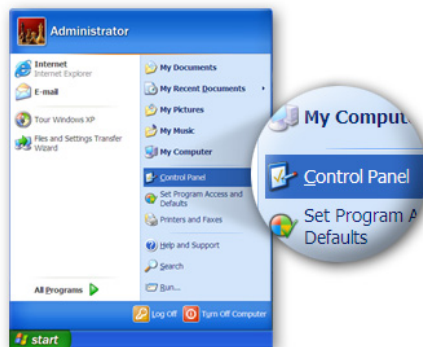 Administrator
Internet
Internet Explorer
E-mail
Tour Windows XP
Files and Settings Transfer
Wizard
All Programs
My Documents
My Recent Documents
My Pictures
My Music
My Computer
Control Panel
Set Program Access and
Defaults
Printers and Faxes
Help and Support
Search
Run...
Log Off
Turn Off Computer
start
My Comput
Control Panel
Set Program A
Defaults